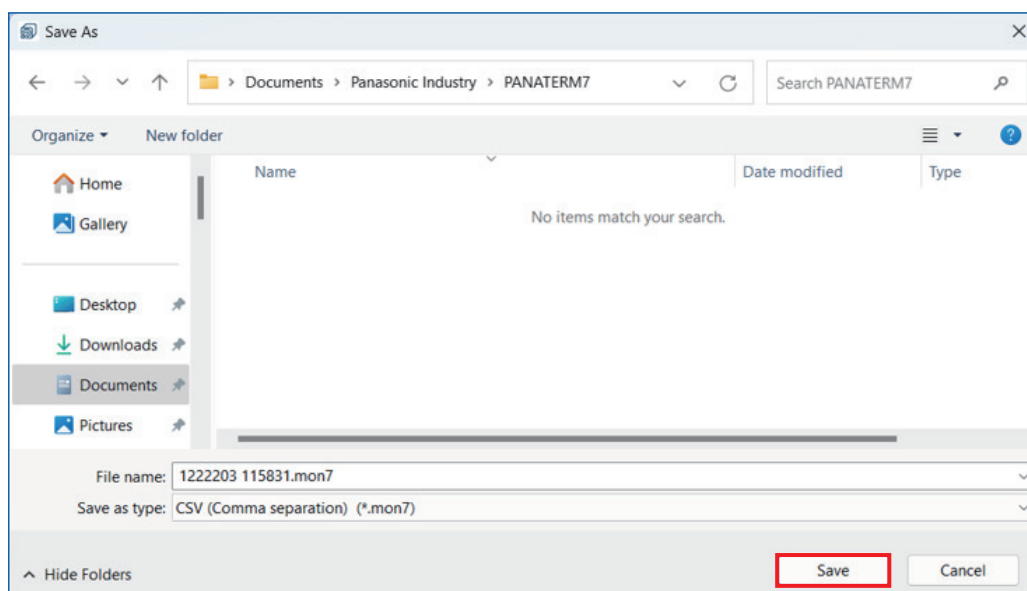 Save As
Documents > Panasonic Industry > PANATERM7
Search PANATERM7
Organize New folder
Name Date modified Type
Home
No items match your search.
Gallery
Desktop
Downloads
Documents
Pictures
File name: 1222203 115831.mon7
Save as type: CSV (Comma separation) (*.mon7)
Hide Folders Save Cancel